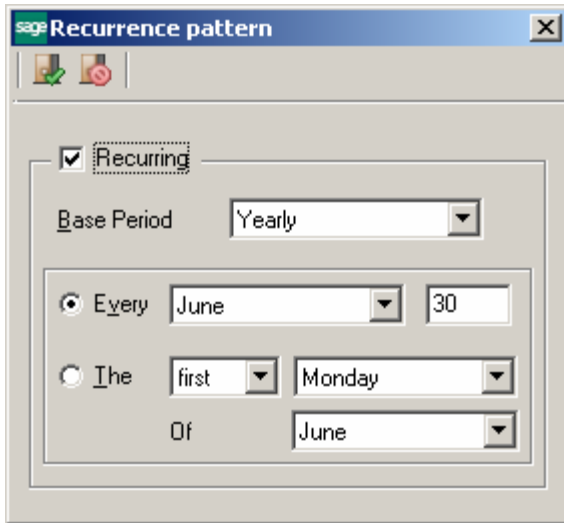 sage Recurrence pattern
Recurring
Base Period Yearly
Every June 30
The first Monday
Of June